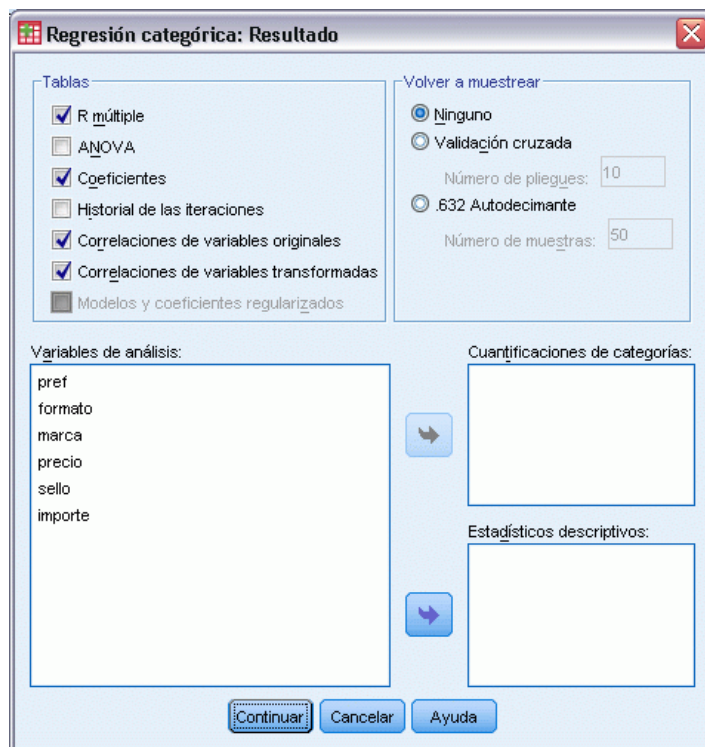 Regresión categórica: Resultado
Tablas
R múltiple
ANOVA
Coeficientes
Historial de las iteraciones
Correlaciones de variables originales
Correlaciones de variables transformadas
Modelos y coeficientes regularizados
Volver a muestrear
Ninguno
Validación cruzada
Número de pliegues: 10
.632 Autodecimante
Número de muestras: 50
Variables de análisis:
pref
formato
marca
precio
sello
importe
Cuantificaciones de categorías:
Estadísticos descriptivos:
Continuar Cancelar Ayuda